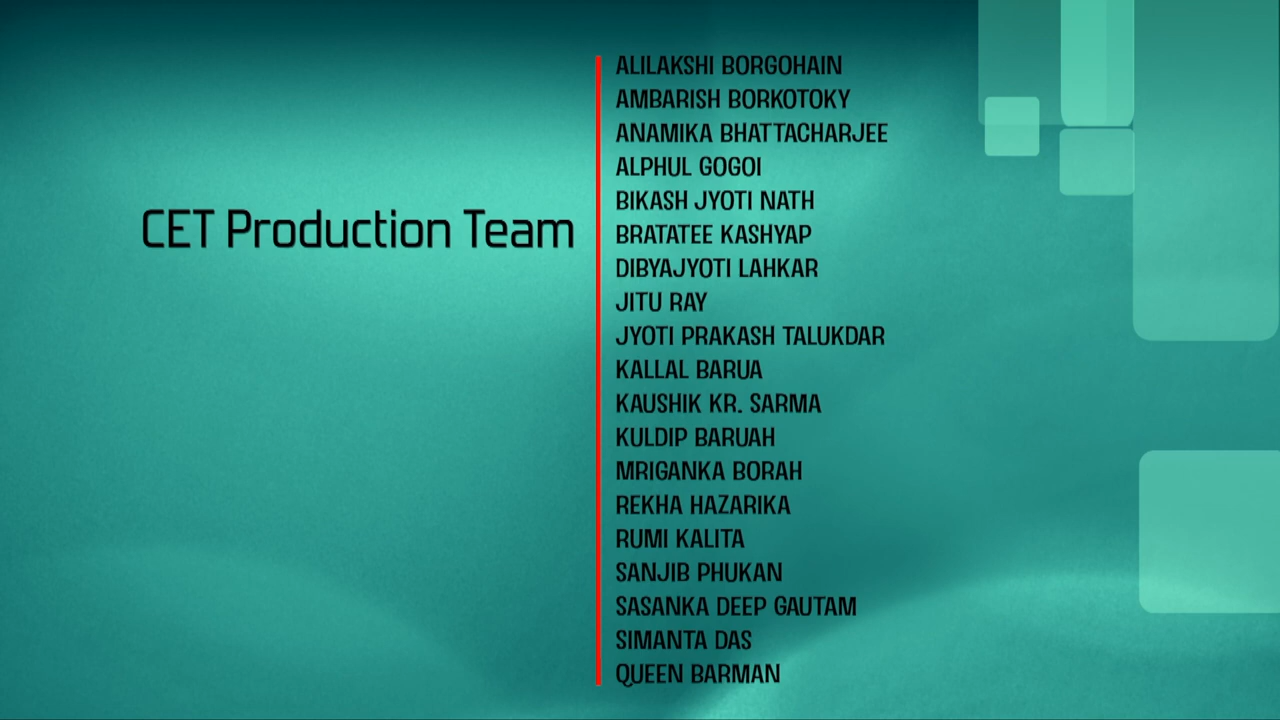 CET Production Team
ALILAKSHI BORGOHAIN
AMBARISH BORKOTOKY
ANAMIKA BHATTACHARJEE
ALPHUL GOGOI
BIKASH JYOTI NATH
BRATATEE KASHYAP
DIBYAJYOTI LAHKAR
JITU RAY
JYOTI PRAKASH TALUKDAR
KALLAL BARUA
KAUSHIK KR. SARMA
KULDIP BARUAH
MRIGANKA BORAH
REKHA HAZARIKA
RUMI KALITA
SANJIB PHUKAN
SASANKA DEEP GAUTAM
SIMANTA DAS
QUEEN BARMAN